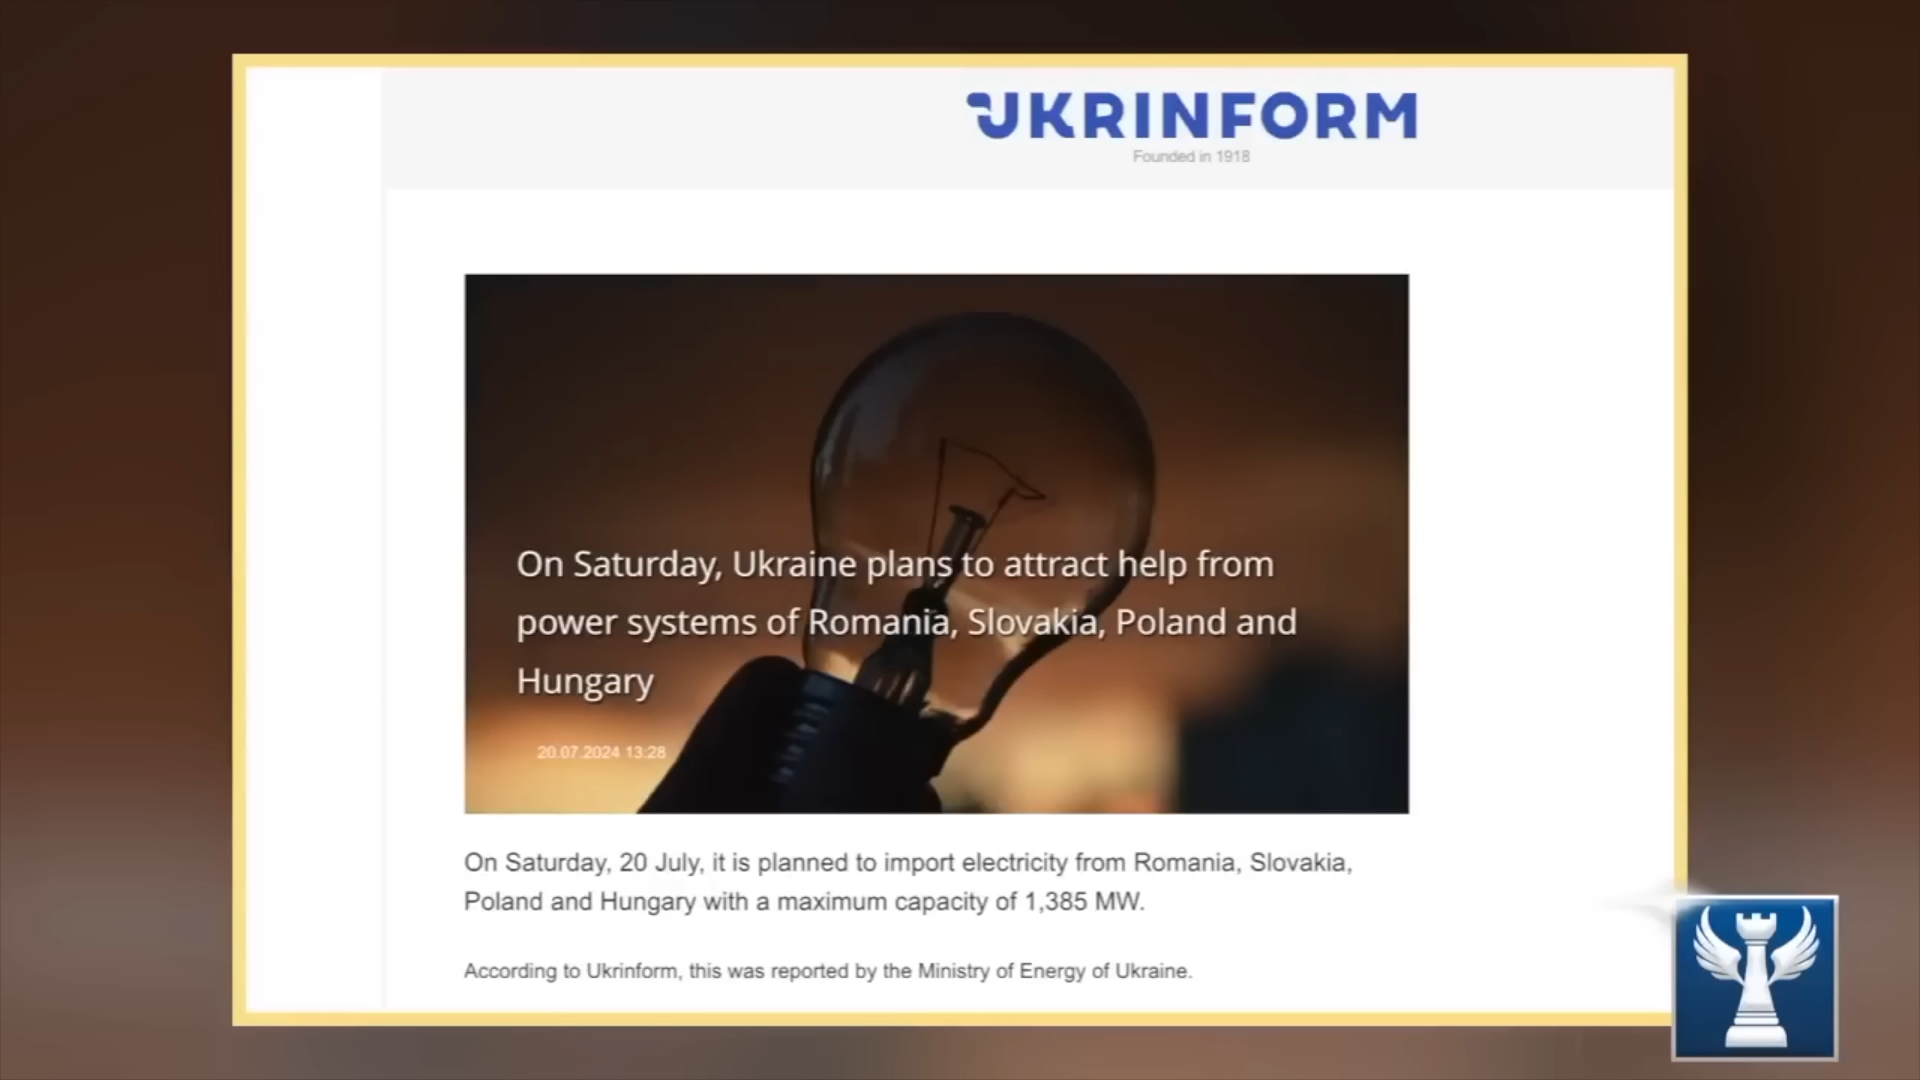 UKRINFORM
Founded in 1918
On Saturday, Ukraine plans to attract help from
power systems of Romania, Slovakia, Poland and
Hungary
20.07.2024 13:28
On Saturday, 20 July, it is planned to import electricity from Romania, Slovakia,
Poland and Hungary with a maximum capacity of 1,385 MW.
According to Ukrinform, this was reported by the Ministry of Energy of Ukraine.